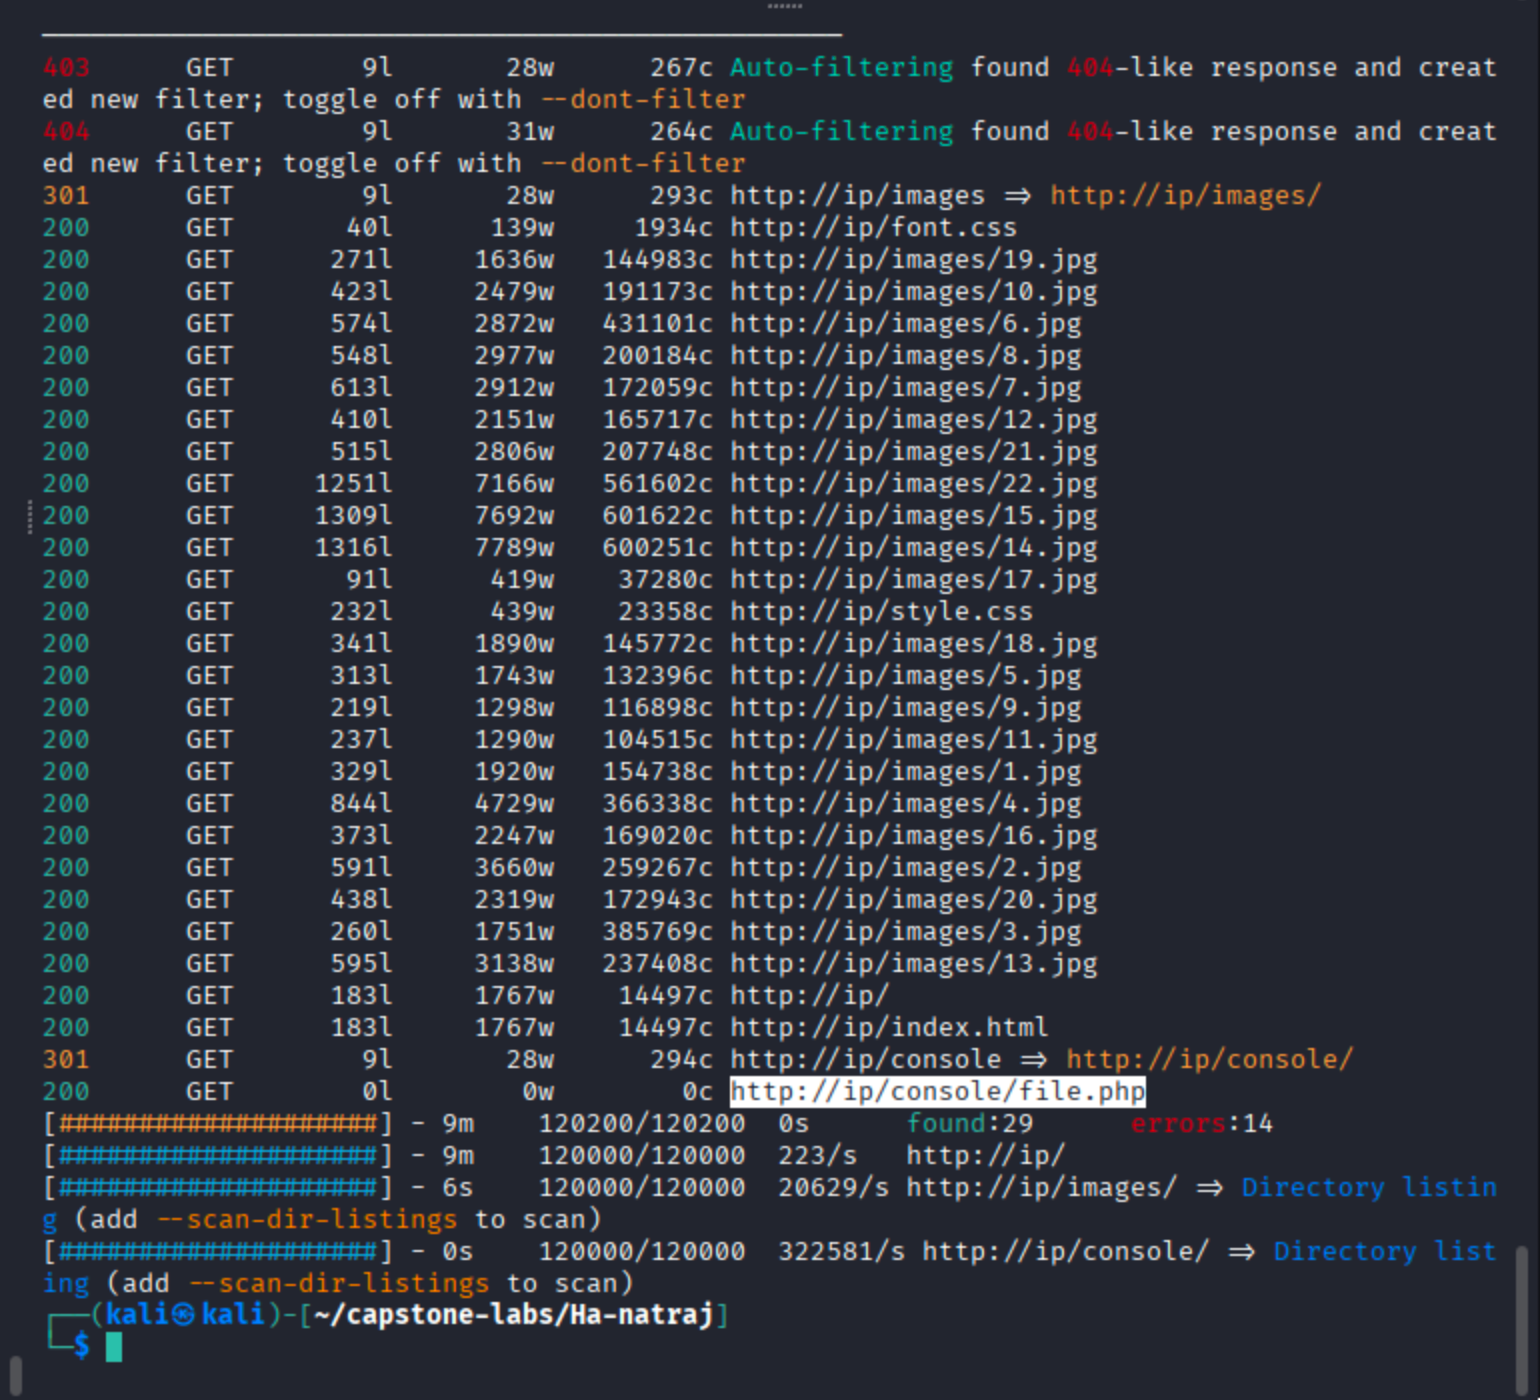 403      GET        9l       28w      267c Auto-filtering found 404-like response and creat
ed new filter; toggle off with --dont-filter
404      GET        9l       31w      264c Auto-filtering found 404-like response and creat
ed new filter; toggle off with --dont-filter
301      GET        9l       28w      293c http://ip/images => http://ip/images/
200      GET       40l      139w     1934c http://ip/font.css
200      GET      271l     1636w   144983c http://ip/images/19.jpg
200      GET      423l     2479w   191173c http://ip/images/10.jpg
200      GET      574l     2872w   431101c http://ip/images/6.jpg
200      GET      548l     2977w   200184c http://ip/images/8.jpg
200      GET      613l     2912w   172059c http://ip/images/7.jpg
200      GET      410l     2151w   165717c http://ip/images/12.jpg
200      GET      515l     2806w   207748c http://ip/images/21.jpg
200      GET     1251l     7166w   561602c http://ip/images/22.jpg
200      GET     1309l     7692w   601622c http://ip/images/15.jpg
200      GET     1316l     7789w   600251c http://ip/images/14.jpg
200      GET       91l      419w    37280c http://ip/images/17.jpg
200      GET      232l      439w    23358c http://ip/style.css
200      GET      341l     1890w   145772c http://ip/images/18.jpg
200      GET      313l     1743w   132396c http://ip/images/5.jpg
200      GET      219l     1298w   116898c http://ip/images/9.jpg
200      GET      237l     1290w   104515c http://ip/images/11.jpg
200      GET      329l     1920w   154738c http://ip/images/1.jpg
200      GET      844l     4729w   366338c http://ip/images/4.jpg
200      GET      373l     2247w   169020c http://ip/images/16.jpg
200      GET      591l     3660w   259267c http://ip/images/2.jpg
200      GET      438l     2319w   172943c http://ip/images/20.jpg
200      GET      260l     1751w   385769c http://ip/images/3.jpg
200      GET      595l     3138w   237408c http://ip/images/13.jpg
200      GET      183l     1767w    14497c http://ip/
200      GET      183l     1767w    14497c http://ip/index.html
301      GET        9l       28w      294c http://ip/console => http://ip/console/
200      GET        0l        0w        0c http://ip/console/file.php
[####################] - 9m    120200/120200  0s      found:29      errors:14
[####################] - 9m    120000/120000  223/s   http://ip/
[####################] - 6s    120000/120000  20629/s http://ip/images/ => Directory listin
g (add --scan-dir-listings to scan)
[####################] - 0s    120000/120000  322581/s http://ip/console/ => Directory list
ing (add --scan-dir-listings to scan)
┌──(kali㉿kali)-[~/capstone-labs/Ha-natraj]
└─$